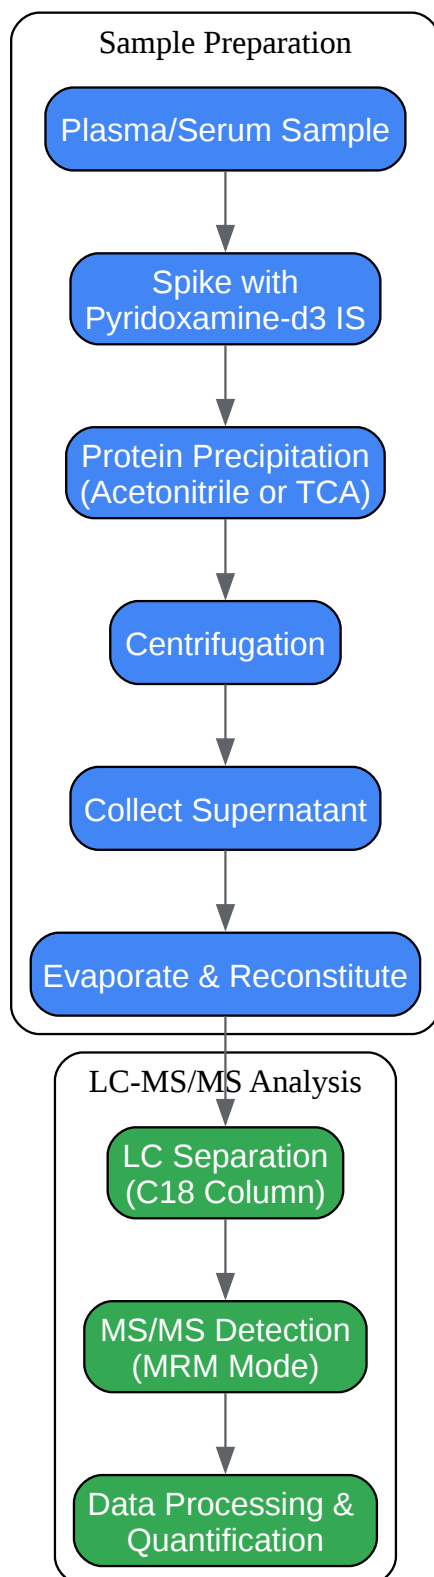 Sample Preparation
Plasma/Serum Sample
Spike with
Pyridoxamine-d3 IS
Protein Precipitation
(Acetonitrile or TCA)
Centrifugation
Collect Supernatant
Evaporate & Reconstitute
LC-MS/MS Analysis
LC Separation
(C18 Column)
MS/MS Detection
(MRM Mode)
Data Processing &
Quantification